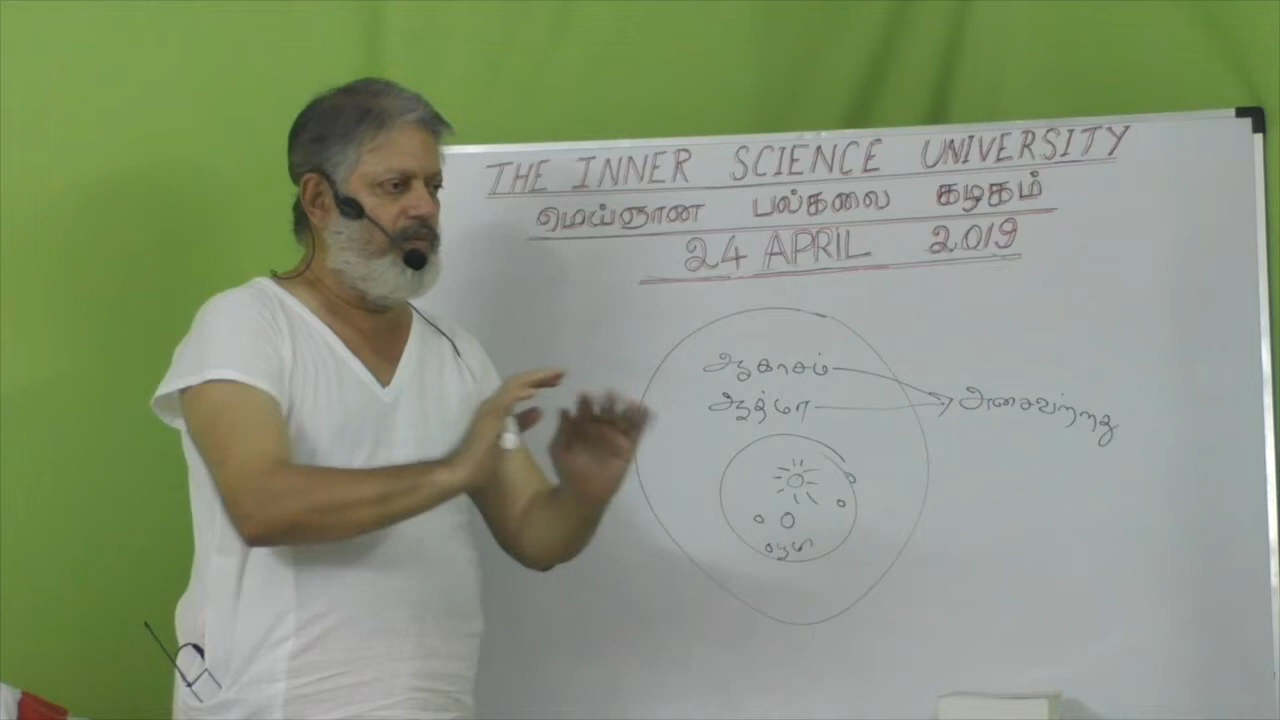 THE INNER SCIENCE UNIVERSITY
மெய்ஞான பல்கலை கழகம்
24 APRIL 2019
ஆகாசம்
ஆத்மா
அசைவற்றது
பூமி